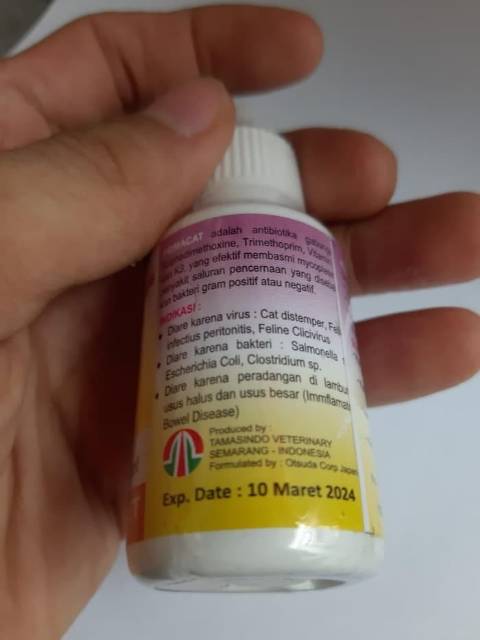 adalah antibiotika
Trimethoprim, Vitamin
K3, yang efektif membasmi
saluran pencernaan yang
bakteri gram positif atau negatif.
INDIKASI :
• Diare karena virus : Cat distemper,
infectius peritonitis, Feline Clicivirus
• Diare karena bakteri : Salmonella
Escherichia Coli, Clostridium sp.
• Diare karena peradangan di
usus halus dan usus besar (Immflamate
Bowel Disease)
Produced by :
TAMASINDO VETERINARY
SEMARANG - INDONESIA
Formulated by : Otsuda Corp Japan
Exp. Date : 10 Maret 2024